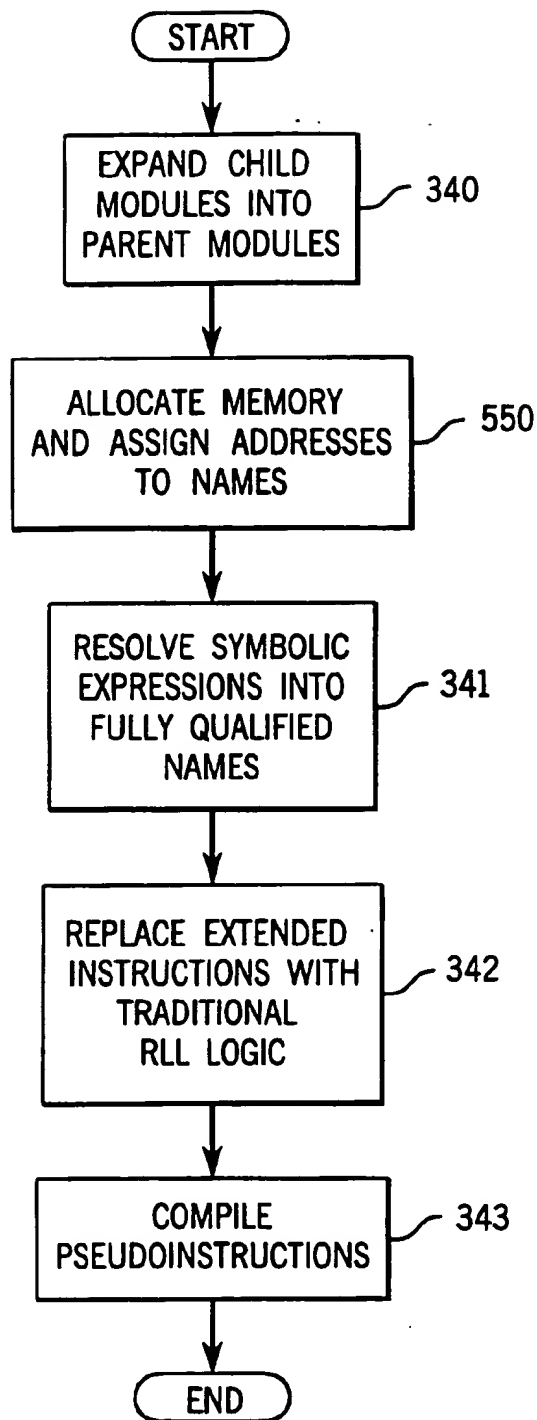 START
EXPAND CHILD
MODULES INTO
PARENT MODULES
340
ALLOCATE MEMORY
AND ASSIGN ADDRESSES
TO NAMES
550
RESOLVE SYMBOLIC
EXPRESSIONS INTO
FULLY QUALIFIED
NAMES
341
REPLACE EXTENDED
INSTRUCTIONS WITH
TRADITIONAL
RLL LOGIC
342
COMPILE
PSEUDOINSTRUCTIONS
343
END